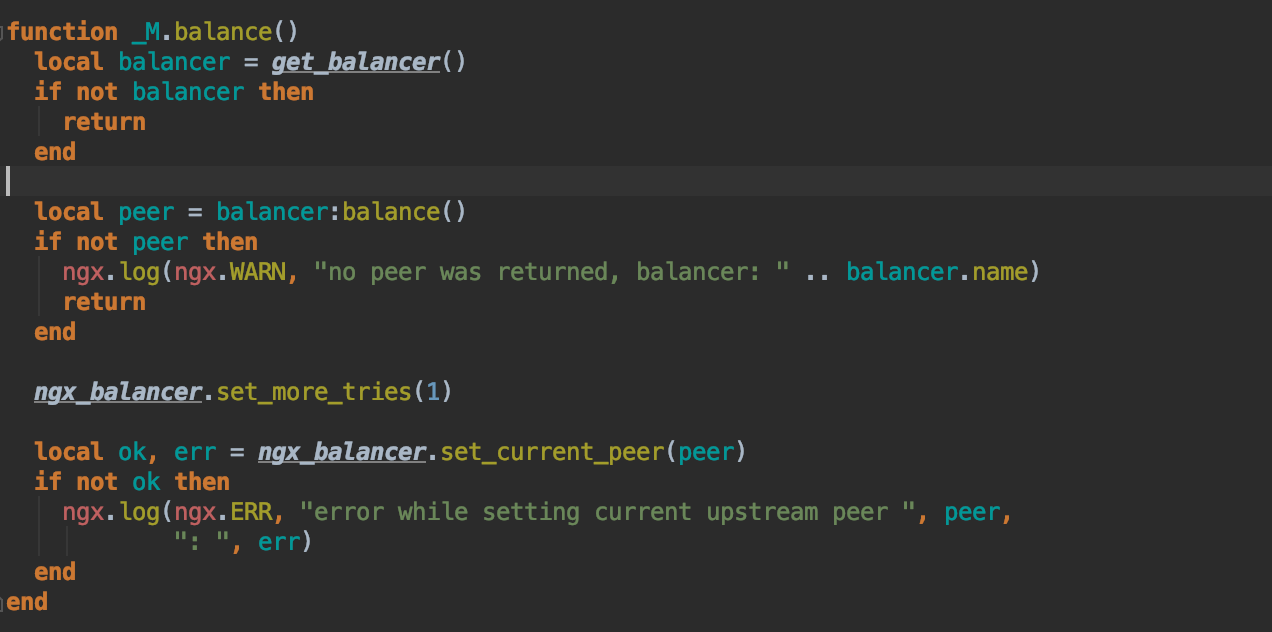 function _M.balance()
  local balancer = get_balancer()
  if not balancer then
    return
  end

  local peer = balancer:balance()
  if not peer then
    ngx.log(ngx.WARN, "no peer was returned, balancer: " .. balancer.name)
    return
  end

  ngx_balancer.set_more_tries(1)

  local ok, err = ngx_balancer.set_current_peer(peer)
  if not ok then
    ngx.log(ngx.ERR, "error while setting current upstream peer ", peer,
            ": ", err)
  end
end